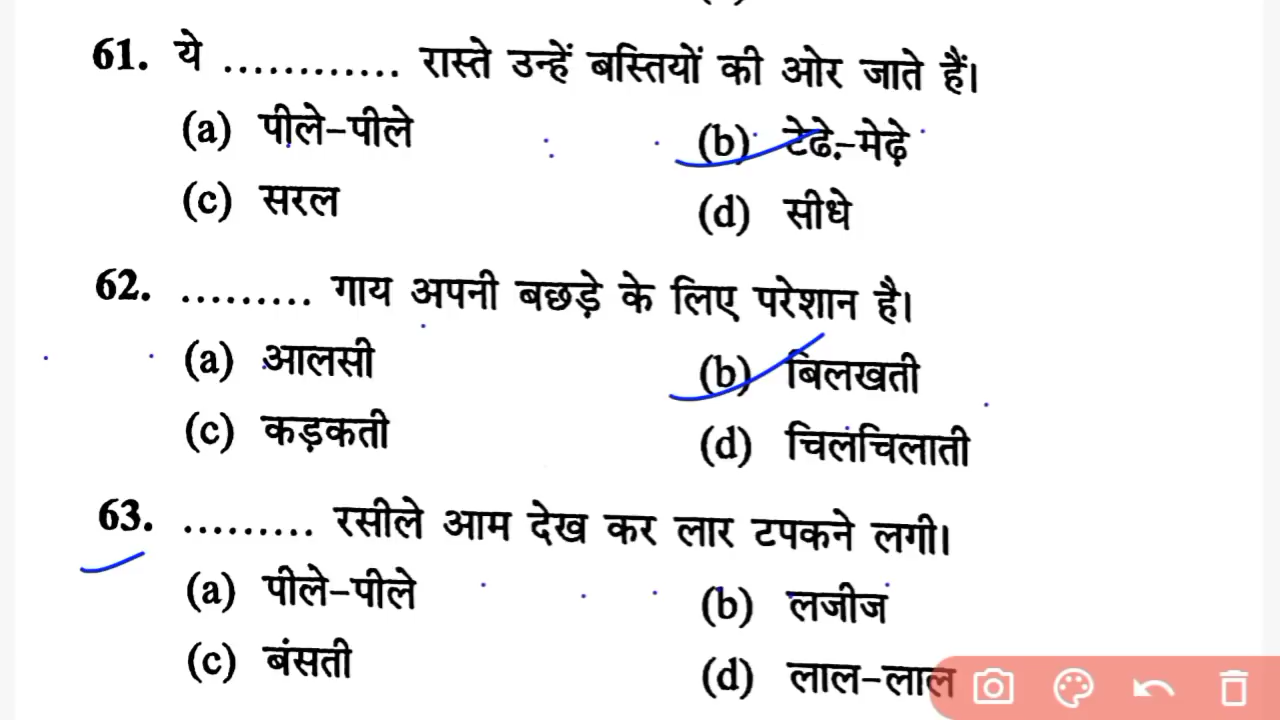 61. ये ............ रास्ते उन्हें बस्तियों की ओर जाते हैं।
(a) पीले-पीले (b) टेढे-मेढ़े
(c) सरल (d) सीधे
62. ......... गाय अपनी बछड़े के लिए परेशान है।
(a) आलसी (b) बिलखती
(c) कड़कती (d) चिलचिलाती
63. ......... रसीले आम देख कर लार टपकने लगी।
(a) पीले-पीले (b) लजीज
(c) बंसती (d) लाल-लाल